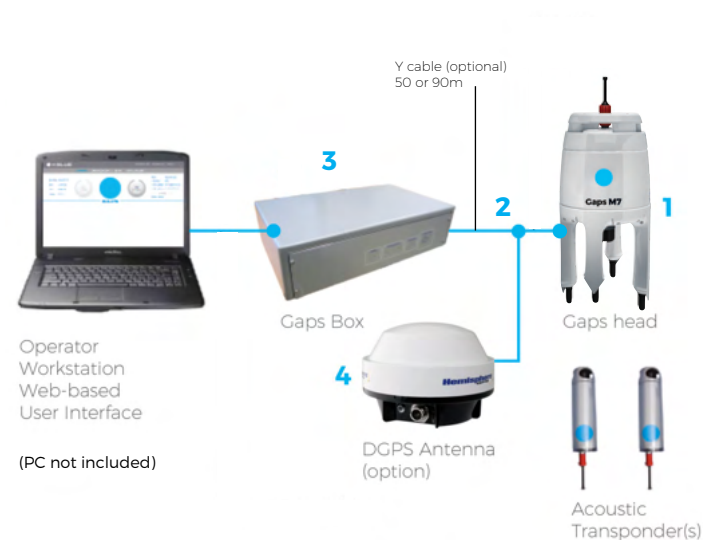 Y cable (optional)
50 or 90m
3
2
1
Gaps M7
Gaps Box
Gaps head
Operator
Workstation
Web-based
User Interface
4
Hemisphere
DGPS Antenna
(option)
(PC not included)
Acoustic
Transponder(s)